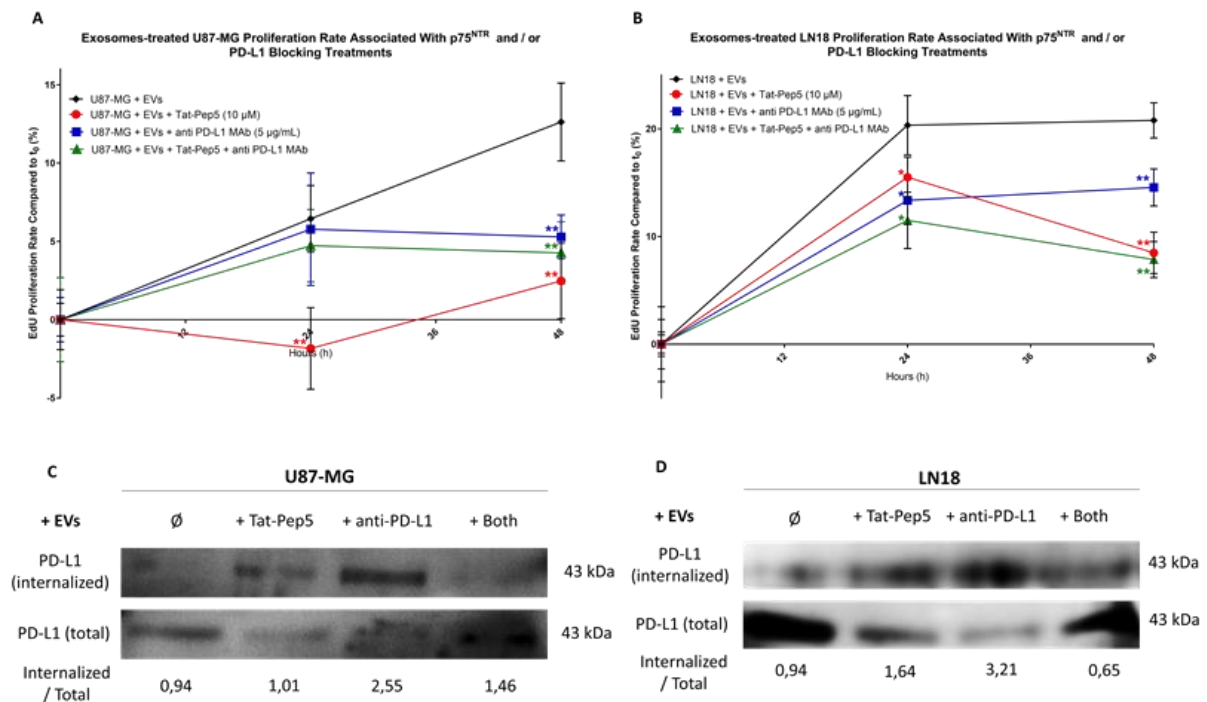 A
Exosomes-treated U87-MG Proliferation Rate Associated With p75NTR and / or
PD-L1 Blocking Treatments
EdU Proliferation Rate Compared to t0 (%)
15
10
5
0
-5
U87-MG + EVs
U87-MG + EVs + Tat-Pep5 (10 µM)
U87-MG + EVs + anti PD-L1 MAb (5 µg/mL)
U87-MG + EVs + Tat-Pep5 + anti PD-L1 MAb
**
**
**
**
12
24
36
48
Hours (h)
B
Exosomes-treated LN18 Proliferation Rate Associated With p75NTR and / or
PD-L1 Blocking Treatments
EdU Proliferation Rate Compared to t0 (%)
20
10
0
LN18 + EVs
LN18 + EVs + Tat-Pep5 (10 µM)
LN18 + EVs + anti PD-L1 MAb (5 µg/mL)
LN18 + EVs + Tat-Pep5 + anti PD-L1 MAb
*
*
*
**
**
**
12
24
36
48
Hours (h)
C
U87-MG
+ EVs Ø + Tat-Pep5 + anti-PD-L1 + Both
PD-L1
(internalized)
43 kDa
PD-L1 (total)
43 kDa
Internalized
/ Total
0,94 1,01 2,55 1,46
D
LN18
+ EVs Ø + Tat-Pep5 + anti-PD-L1 + Both
PD-L1
(internalized)
43 kDa
PD-L1 (total)
43 kDa
Internalized
/ Total
0,94 1,64 3,21 0,65